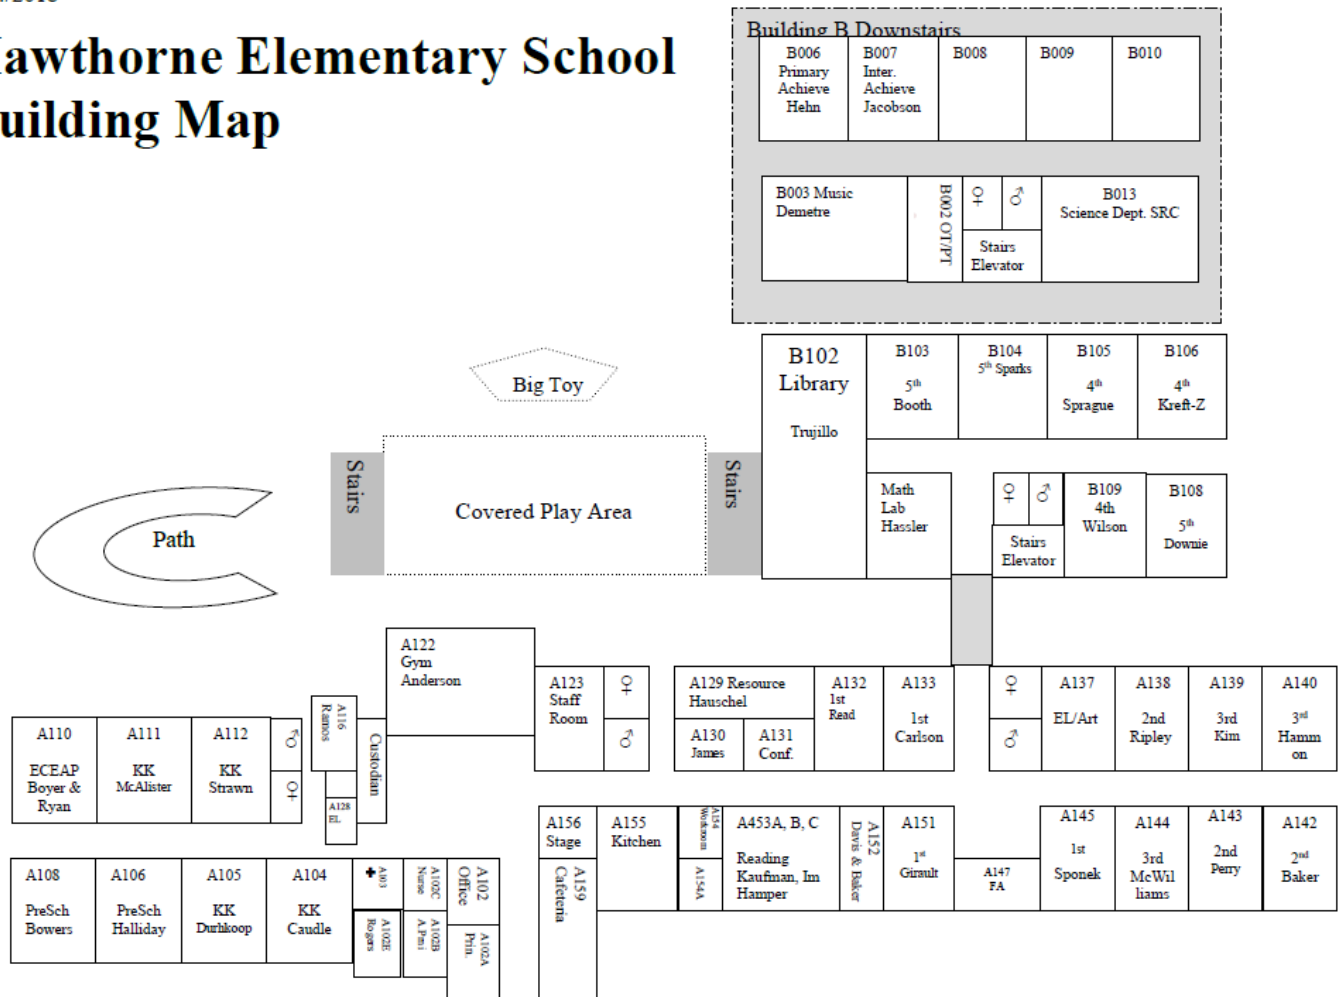 awthorne Elementary School
uilding Map
Building B Downstairs
B006
Primary
Achieve
Hehn
B007
Inter.
Achieve
Jacobson
B008
B009
B010
B003 Music
Demetre
B002 OT/PT
♀
♂
Stairs
Elevator
B013
Science Dept. SRC
B102
Library
Trujillo
B103
5th
Booth
B104
5th Sparks
B105
4th
Sprague
B106
4th
Kreft-Z
Big Toy
Stairs
Covered Play Area
Stairs
Path
Math
Lab
Hassler
♀
♂
Stairs
Elevator
B109
4th
Wilson
B108
5th
Downie
A122
Gym
Anderson
A123
Staff
Room
♀
♂
A129 Resource
Hauschel
A130
James
A131
Conf.
A132
1st
Read
A133
1st
Carlson
♀
♂
A137
EL/Art
A138
2nd
Ripley
A139
3rd
Kim
A140
3rd
Hamm
on
A110
ECEAP
Boyer &
Ryan
A111
KK
McAlister
A112
KK
Strawn
♂
♀
A116
Ramos
A128
EL
Custodian
A156
Stage
A155
Kitchen
A154
Workroom
A154A
A453A, B, C
Reading
Kaufman, Im
Hamper
A152
Davis & Baker
A151
1st
Girault
A147
FA
A145
1st
Sponek
A144
3rd
McWil
liams
A143
2nd
Perry
A142
2nd
Baker
A159
Cafeteria
A108
PreSch
Bowers
A106
PreSch
Halliday
A105
KK
Durhkoop
A104
KK
Caudle
A103
A102E
Rogers
A102C
Nurse
A102B
A.Prni
A102
Office
A102A
Prin.